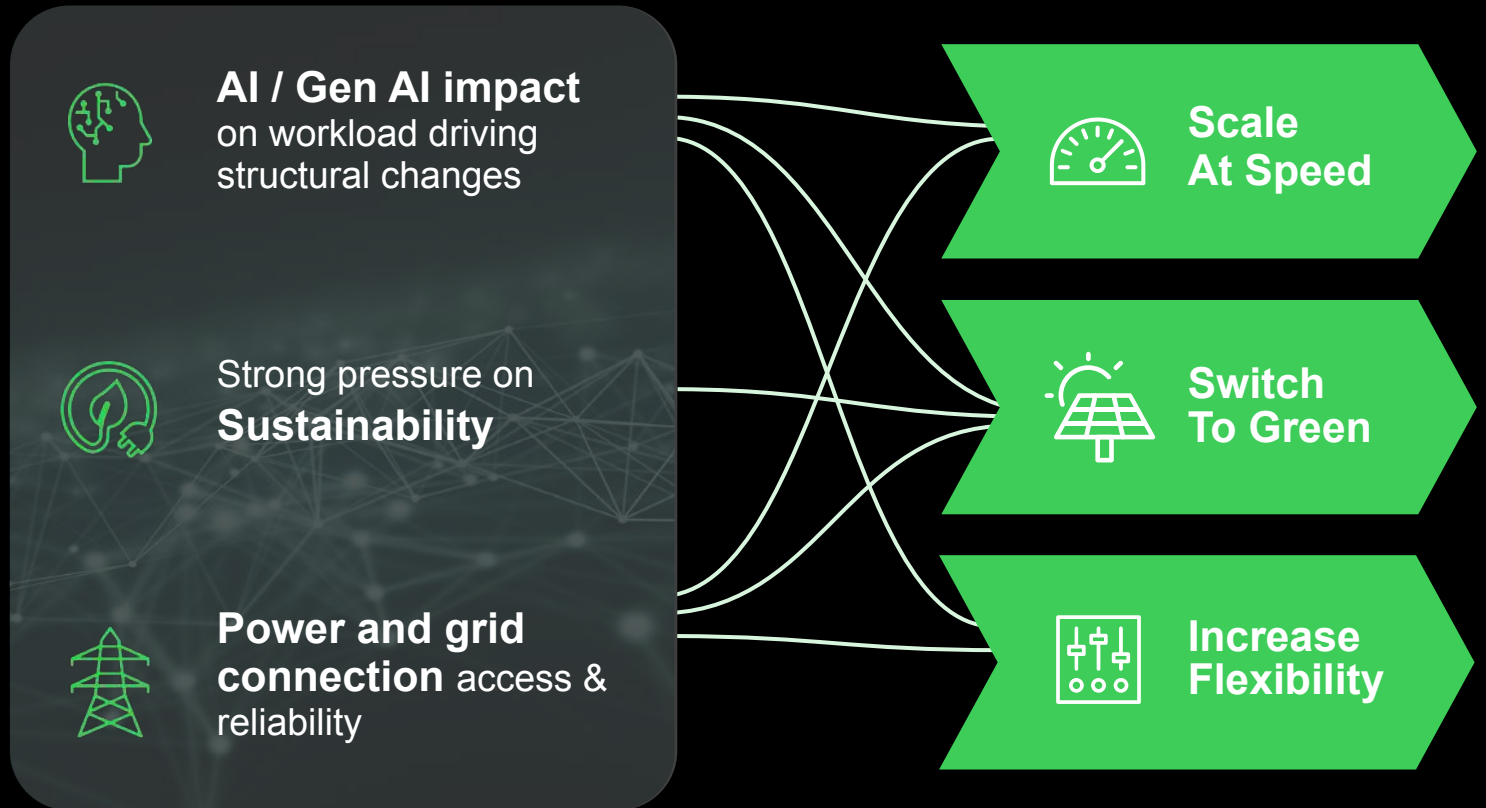 AI / Gen AI impact
on workload driving
structural changes
Strong pressure on
Sustainability
Power and grid
connection access &
reliability
Scale
At Speed
Switch
To Green
Increase
Flexibility